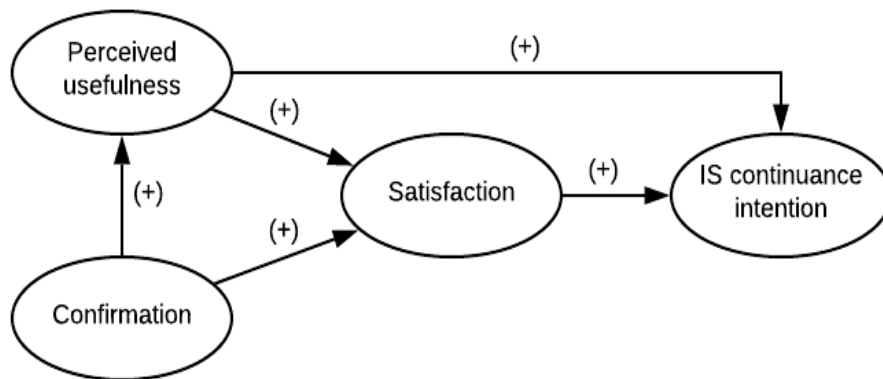 Perceived
usefulness
(+)
(+)
(+)
Satisfaction
(+)
IS continuance
intention
(+)
Confirmation